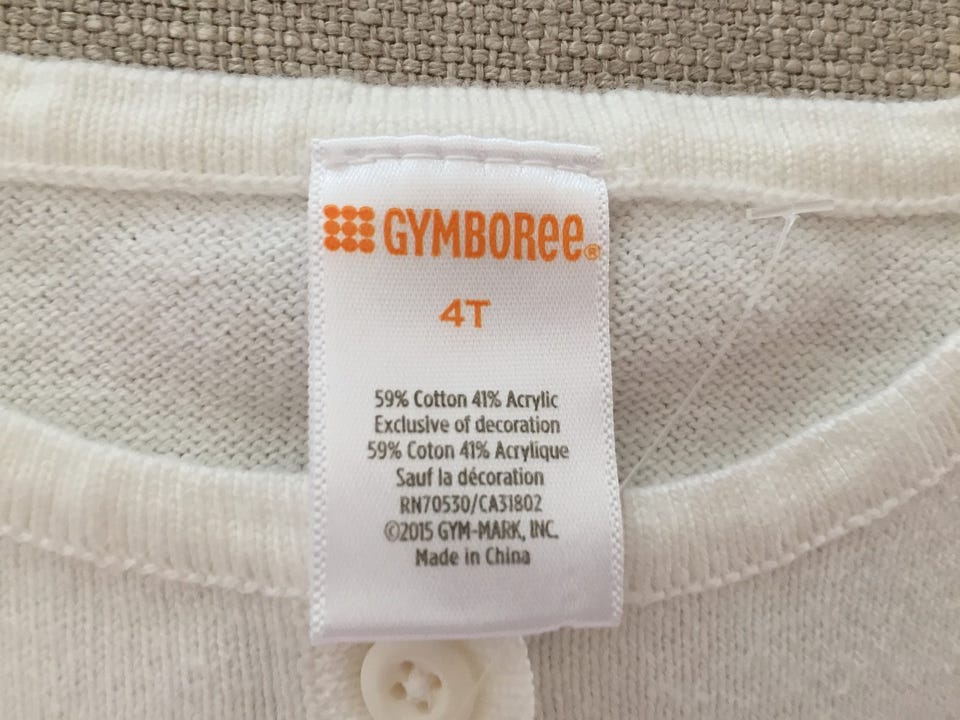 GYMBOREE®
4T
59% Cotton 41% Acrylic
Exclusive of decoration
59% Coton 41% Acrylique
Sauf la décoration
RN70530/CA31802
©2015 GYM-MARK, INC.
Made in China